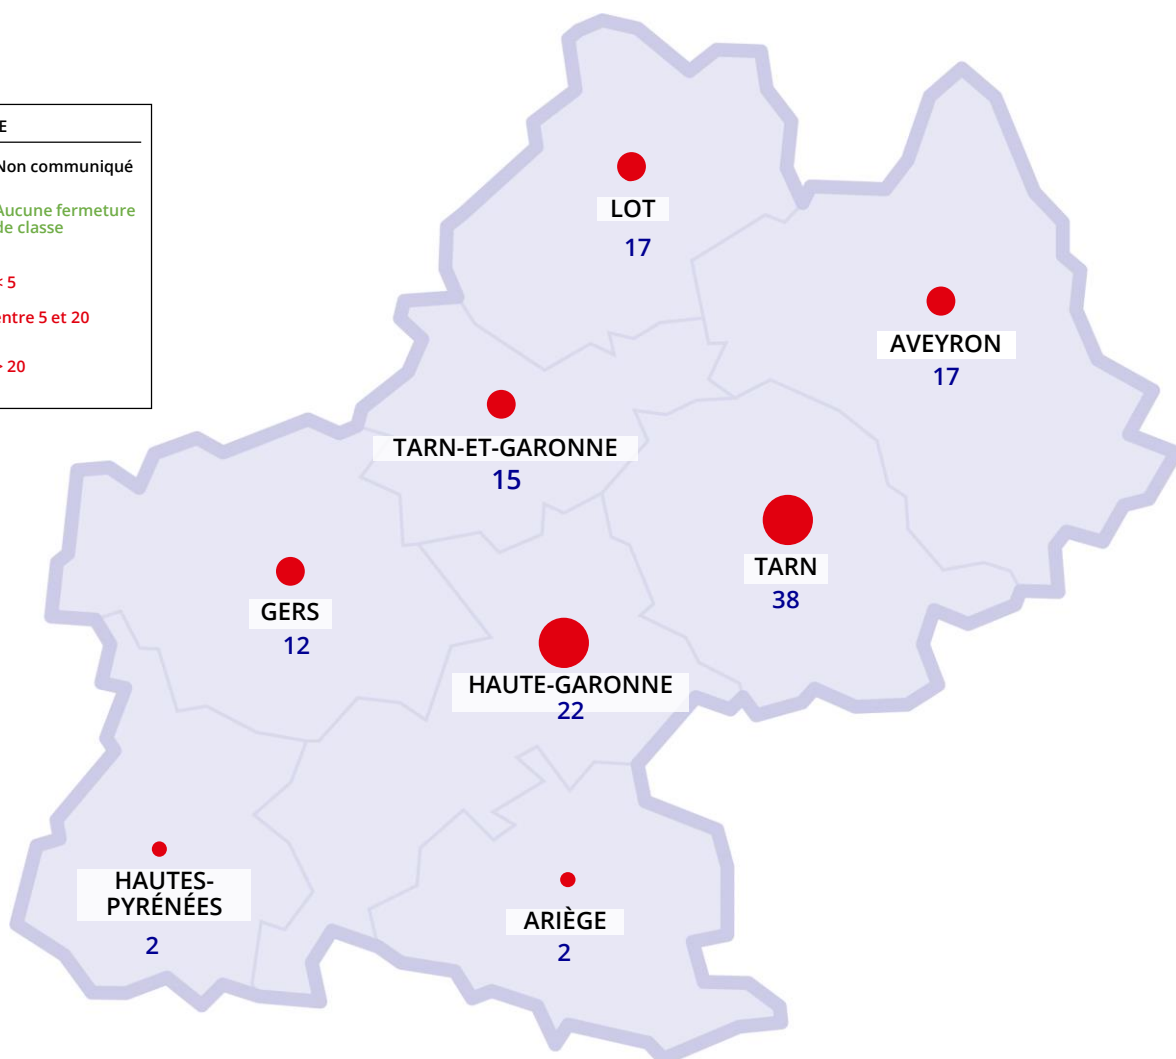 E
Non communiqué
Aucune fermeture
de classe
< 5
entre 5 et 20
> 20
LOT
17
AVEYRON
17
TARN-ET-GARONNE
15
TARN
38
GERS
12
HAUTE-GARONNE
22
HAUTES-
PYRÉNÉES
2
ARIÈGE
2